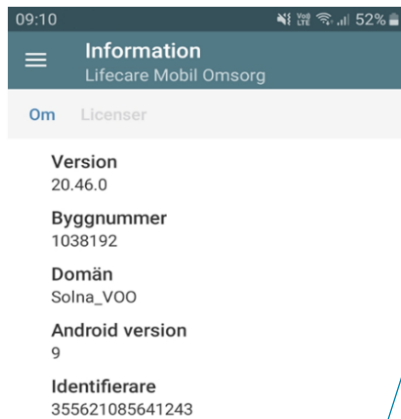 09:10 52%
Information
Lifecare Mobil Omsorg
Om Licenser
Version
20.46.0
Byggnummer
1038192
Domän
Solna_VOO
Android version
9
Identifierare
355621085641243